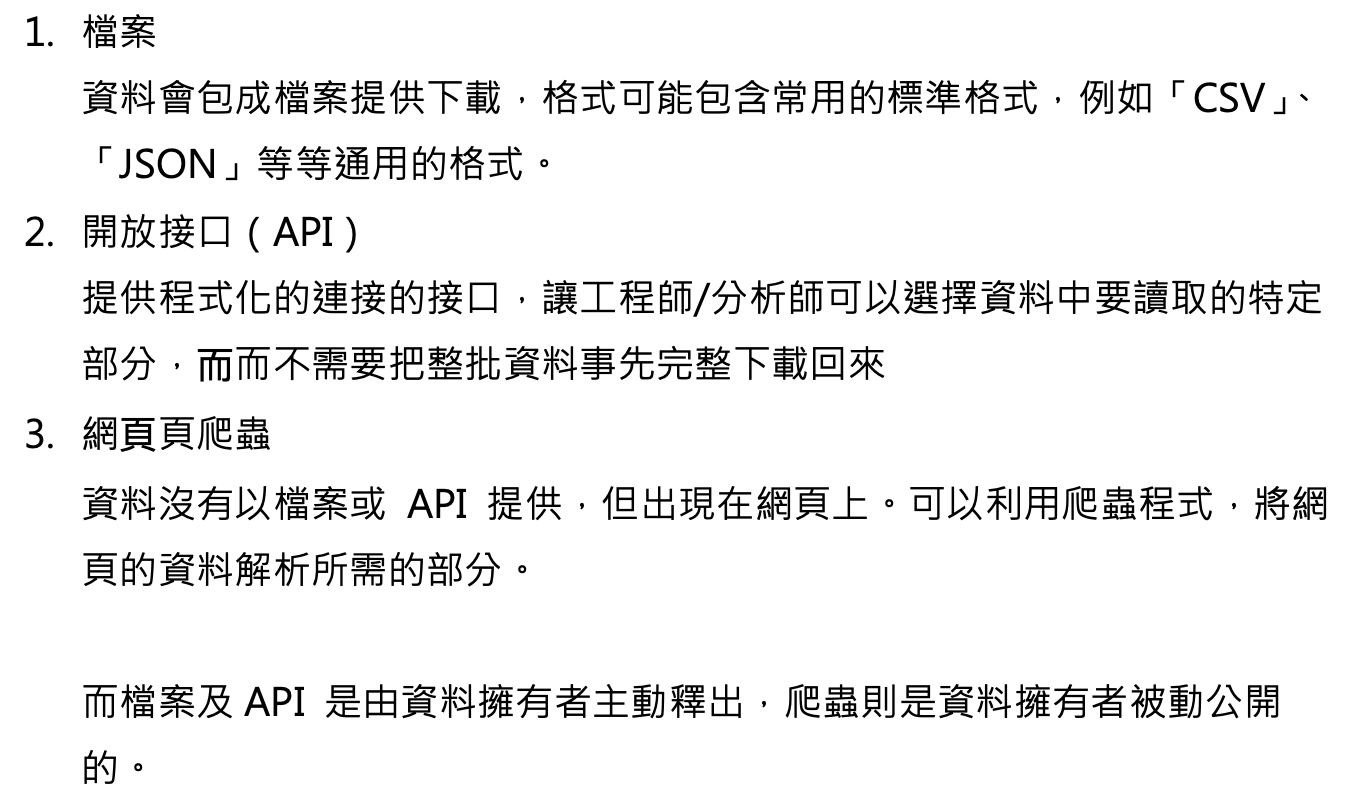 1. 檔案
資料會包成檔案提供下載，格式可能包含常用的標準格式，例如「CSV」、
「JSON」等等通用的格式。
2. 開放接口（API）
提供程式化的連接的接口，讓工程師/分析師可以選擇資料中要讀取的特定
部分，而而不需要把整批資料事先完整下載回來
3. 網頁頁爬蟲
資料沒有以檔案或 API 提供，但出現在網頁上。可以利用爬蟲程式，將網
頁的資料解析所需的部分。
而檔案及 API 是由資料擁有者主動釋出，爬蟲則是資料擁有者被動公開
的。